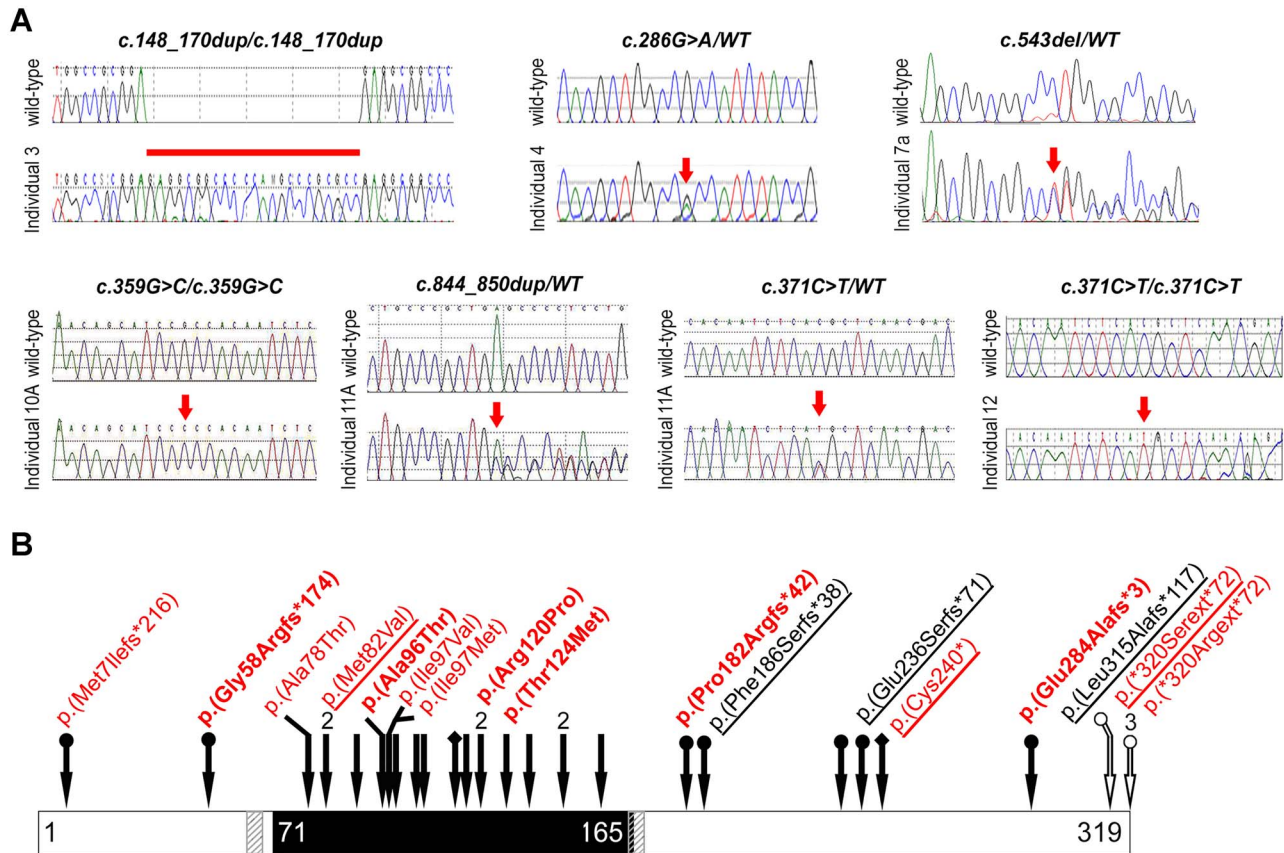 A
c.148_170dup/c.148_170dup
c.286G>A/WT
c.543del/WT
wild-type
T G G C C G C G G A
G A G G C G G C C C
wild-type
wild-type
Individual 3
Individual 4
Individual 7a
c.359G>C/c.359G>C
c.844_850dup/WT
c.371C>T/WT
c.371C>T/c.371C>T
wild-type
A A C A G C A T C C G C C A C A A T C T C
wild-type
C T G C C C C G C T G A G C C C C T C C T G
wild-type
C A C A A T C T C A C G C T C A A C G A C
wild-type
Individual 10A
A A C A G C A T C C C C C A C A A T C T C
Individual 11A
Individual 11A
Individual 12
B
p.(Met7Ilefs*216)
p.(Gly58Argfs*174)
p.(Ala78Thr)
p.(Met82Val)
p.(Ala96Thr)
p.(Ile97Val)
p.(Ile97Met)
p.(Arg120Pro)
p.(Thr124Met)
p.(Pro182Argfs*42)
p.(Phe186Serfs*38)
p.(Glu236Serfs*71)
p.(Cys240*)
p.(Glu284Alafs*3)
p.(Leu315Alafs*117)
p.(*320Serext*72)
p.(*320Argext*72)
2
2
2
3
1
71
165
319